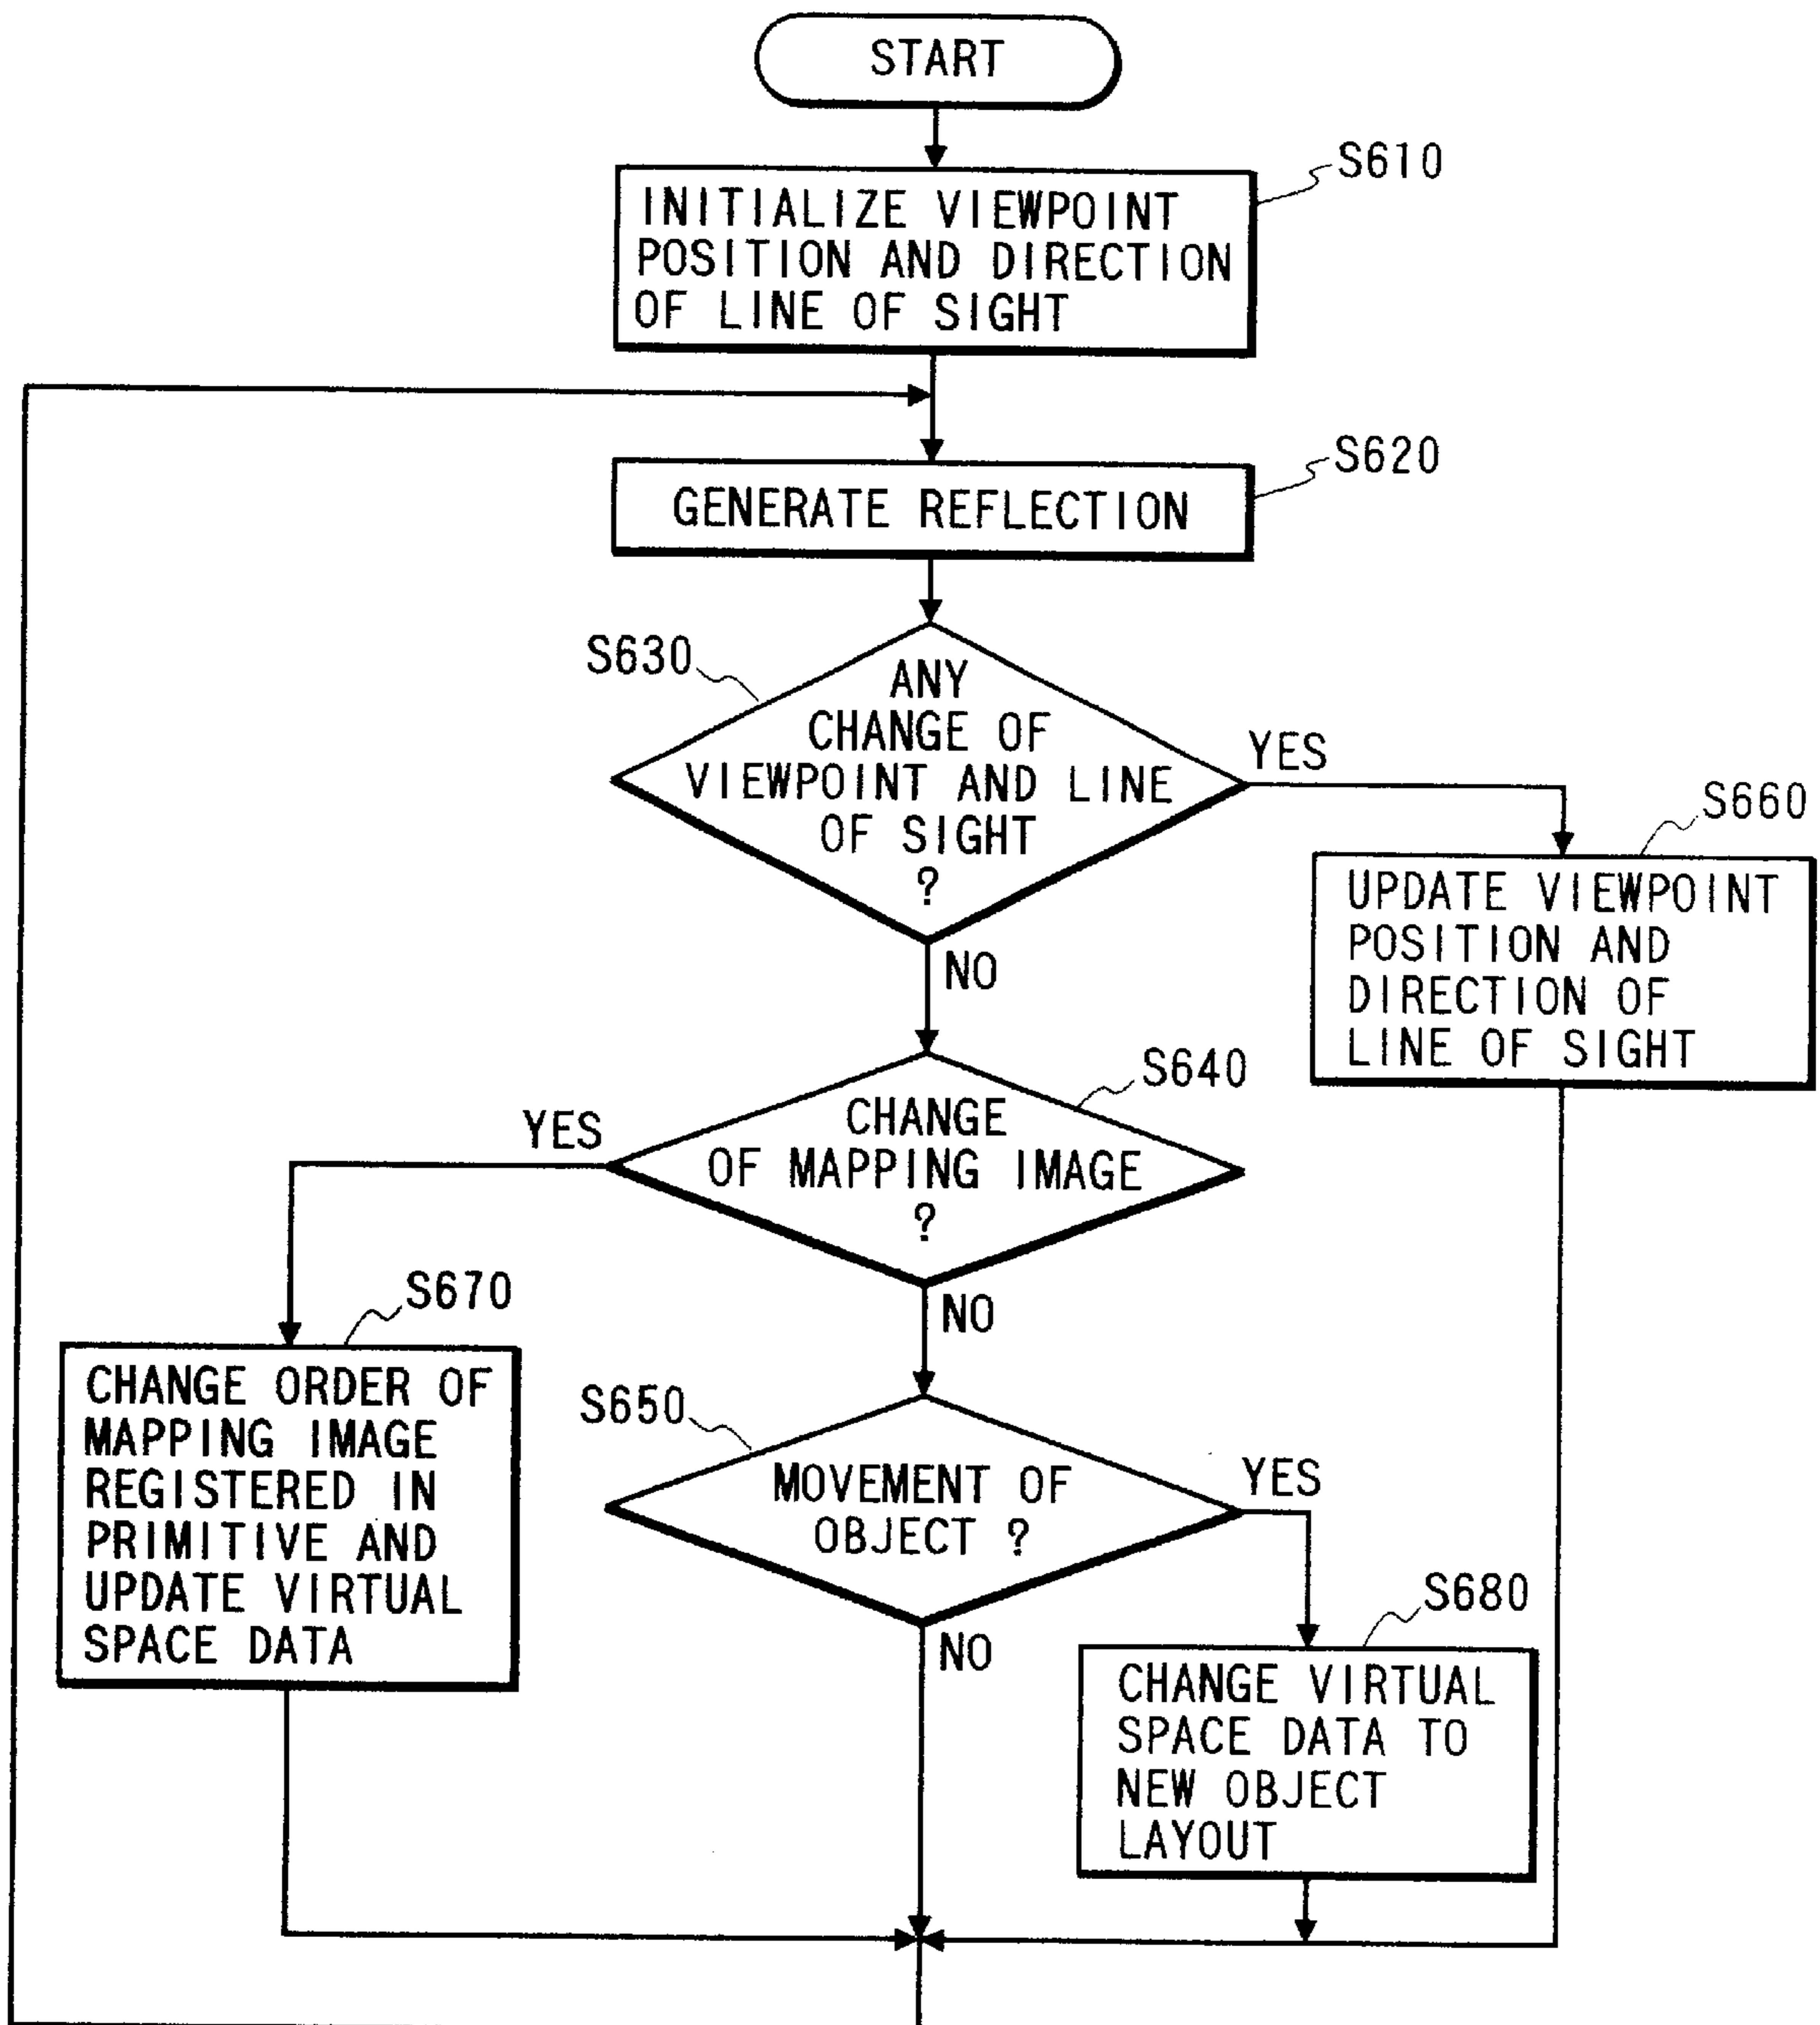 START
S610
INITIALIZE VIEWPOINT
POSITION AND DIRECTION
OF LINE OF SIGHT
S620
GENERATE REFLECTION
S630
ANY
CHANGE OF
VIEWPOINT AND LINE
OF SIGHT
?
YES
NO
S660
UPDATE VIEWPOINT
POSITION AND
DIRECTION OF
LINE OF SIGHT
S640
CHANGE
OF MAPPING IMAGE
?
YES
NO
S670
CHANGE ORDER OF
MAPPING IMAGE
REGISTERED IN
PRIMITIVE AND
UPDATE VIRTUAL
SPACE DATA
S650
MOVEMENT OF
OBJECT ?
YES
NO
S680
CHANGE VIRTUAL
SPACE DATA TO
NEW OBJECT
LAYOUT